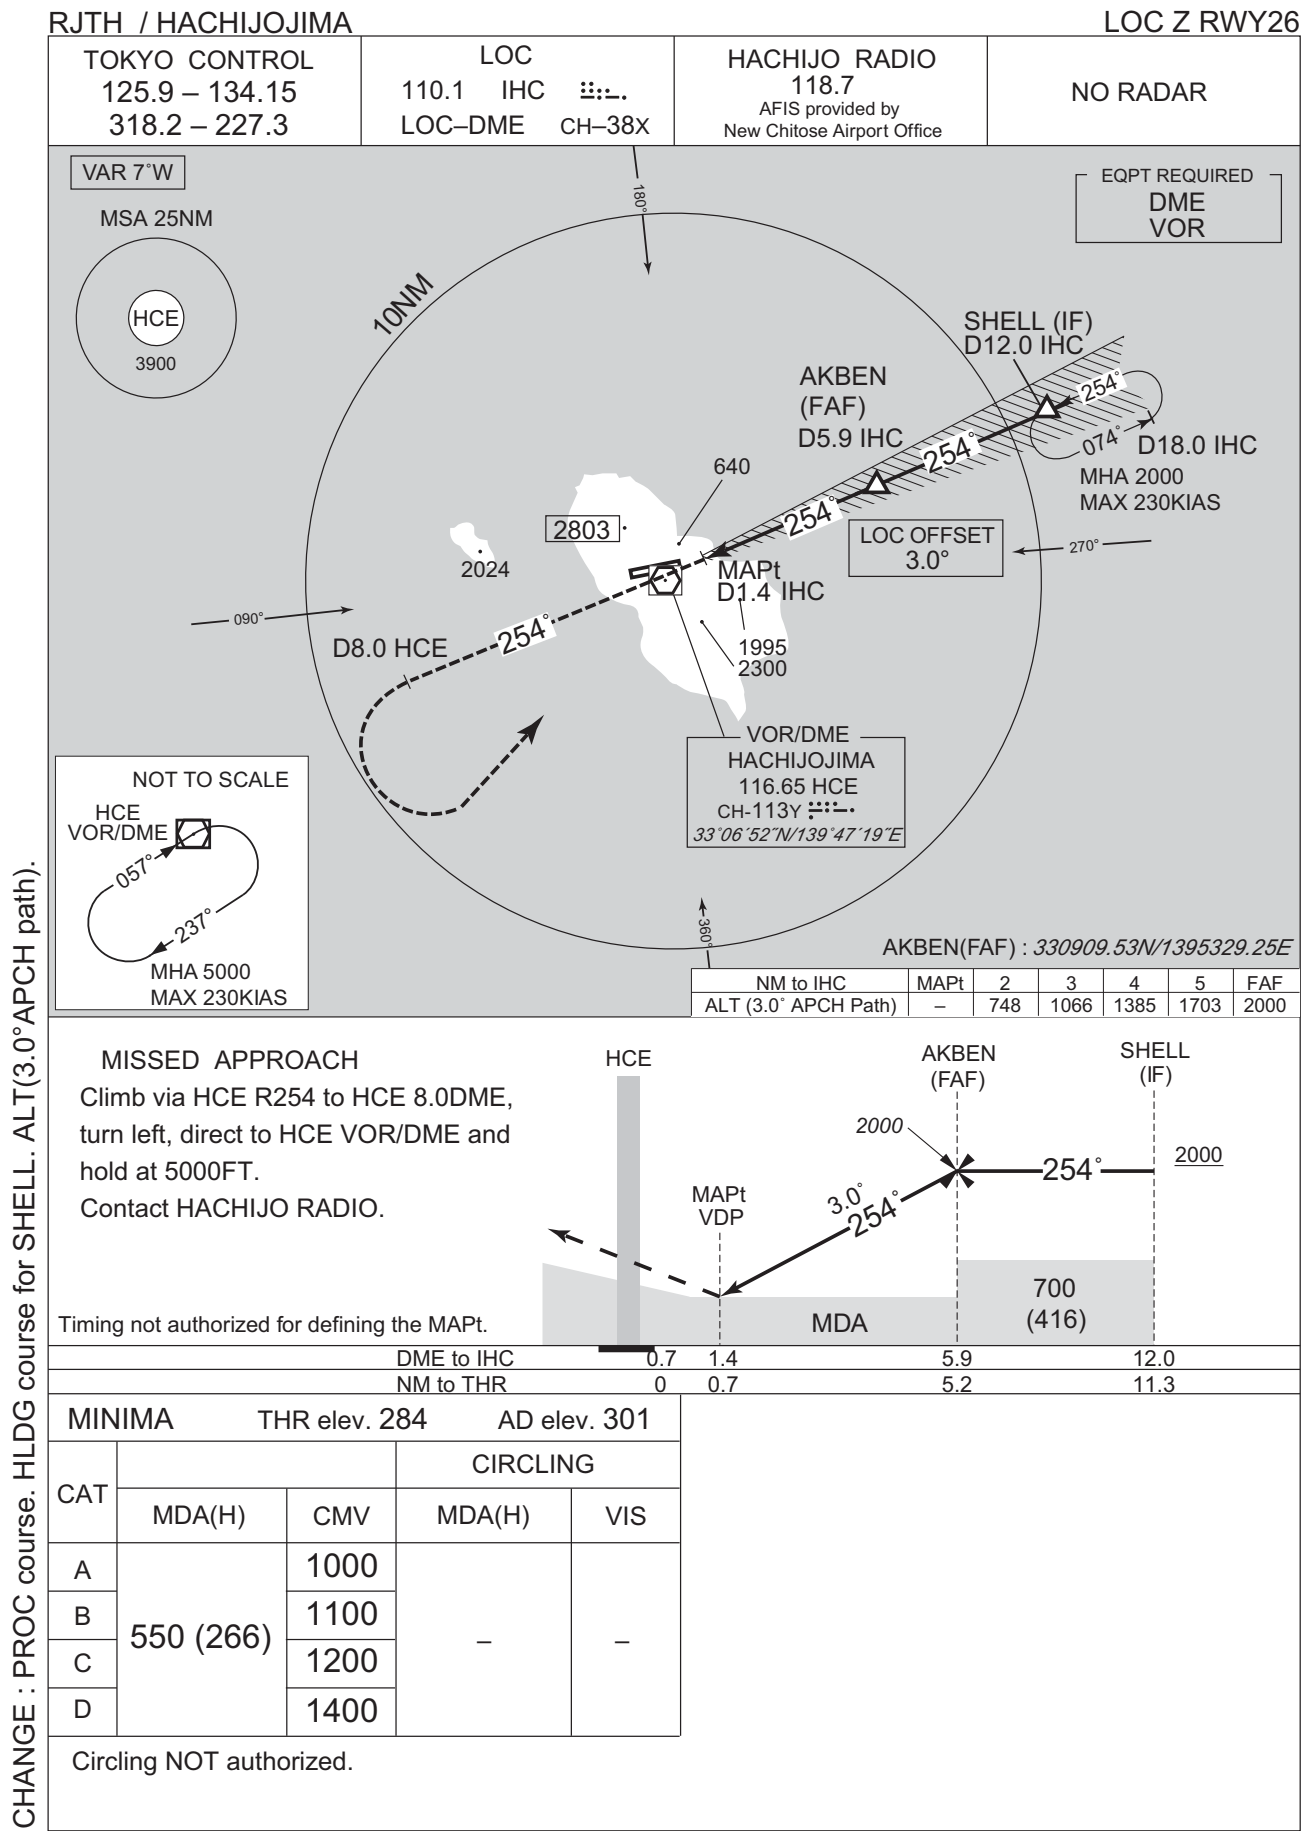 RJTH / HACHIJOJIMA
LOC Z RWY26
TOKYO CONTROL
125.9 – 134.15
318.2 – 227.3
LOC
110.1 IHC
LOC–DME CH–38X
HACHIJO RADIO
118.7
AFIS provided by
New Chitose Airport Office
NO RADAR
VAR 7°W
MSA 25NM
HCE
3900
10NM
180°
EQPT REQUIRED
DME
VOR
SHELL (IF)
D12.0 IHC
AKBEN
(FAF)
D5.9 IHC
254°
254°
254°
074°
D18.0 IHC
MHA 2000
MAX 230KIAS
LOC OFFSET
3.0°
270°
640
2803
2024
MAPt
D1.4 IHC
1995
2300
090°
D8.0 HCE
254°
VOR/DME
HACHIJOJIMA
116.65 HCE
CH-113Y
33°06´52˝N/139°47´19˝E
360°
NOT TO SCALE
HCE
VOR/DME
057°
237°
MHA 5000
MAX 230KIAS
AKBEN(FAF) : 330909.53N/1395329.25E
NM to IHC MAPt 2 3 4 5 FAF
ALT (3.0° APCH Path) – 748 1066 1385 1703 2000
MISSED APPROACH
Climb via HCE R254 to HCE 8.0DME,
turn left, direct to HCE VOR/DME and
hold at 5000FT.
Contact HACHIJO RADIO.
Timing not authorized for defining the MAPt.
HCE
AKBEN
(FAF)
SHELL
(IF)
2000
254°
2000
MAPt
VDP
3.0°
254°
MDA
700
(416)
DME to IHC 0.7 1.4 5.9 12.0
NM to THR 0 0.7 5.2 11.3
MINIMA THR elev. 284 AD elev. 301
CAT
CIRCLING
MDA(H) CMV MDA(H) VIS
A 1000
B 1100
550 (266) – –
C 1200
D 1400
Circling NOT authorized.
CHANGE : PROC course. HLDG course for SHELL. ALT(3.0°APCH path).